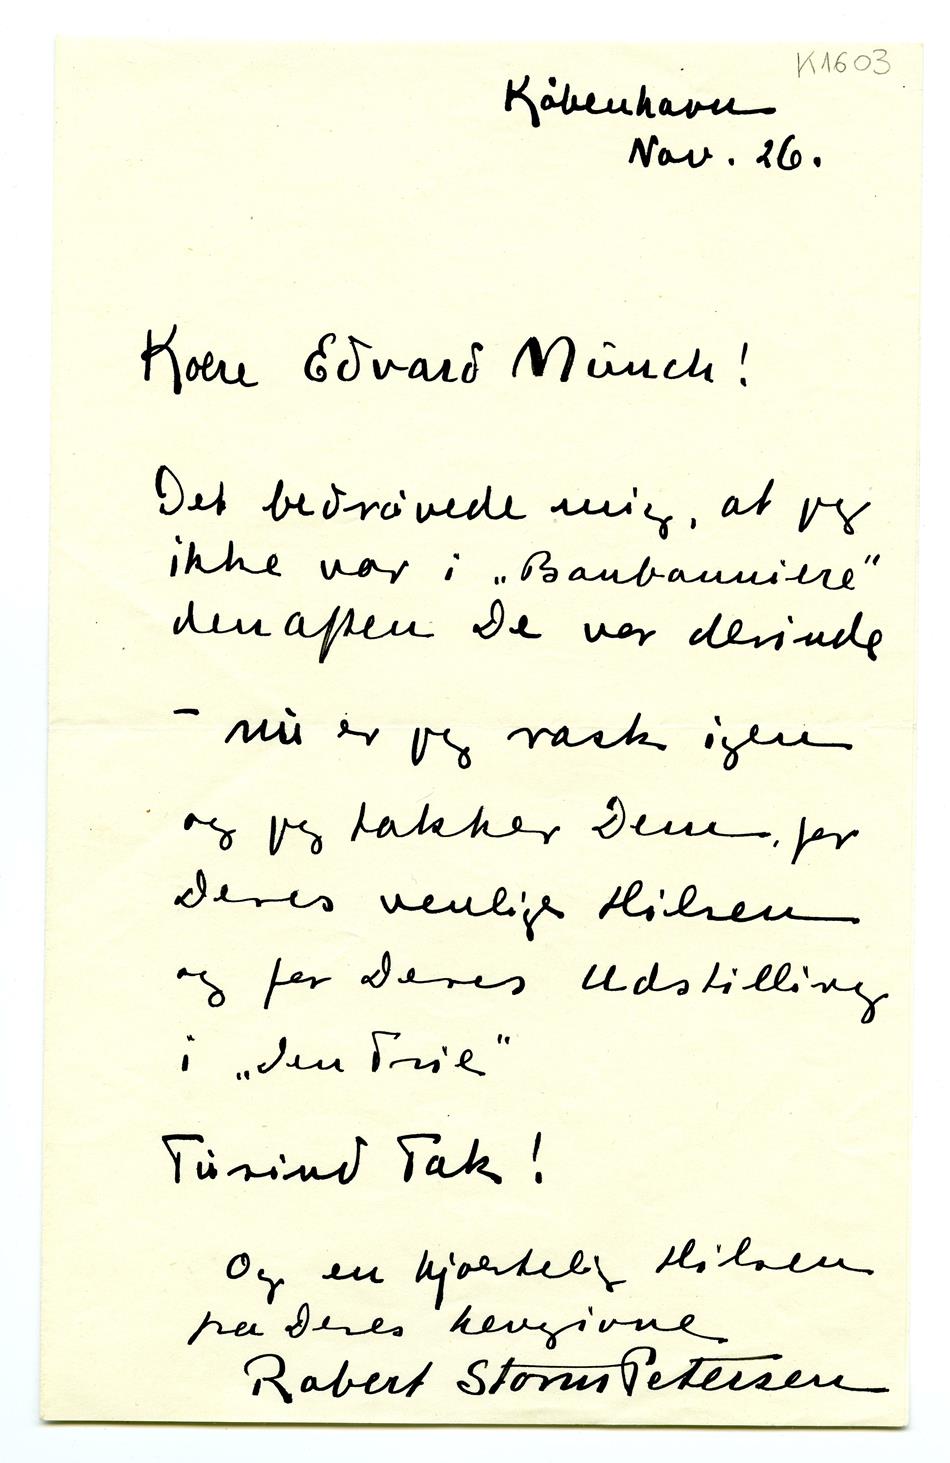 K1603
København
Nov. 26.
Kære Edvard Münch!
Det bedrøvede mig, at jeg
ikke var i „Bonbonniere"
den aften De var derinde
– nu er jeg rask igen
og jeg takker Dem, for
Deres venlige Hilsen
og for Deres Udstilling
i „den Frie"
Tusind Tak!
Og en hjærtelig Hilsen
fra Deres hengivne
Robert Storm Petersen